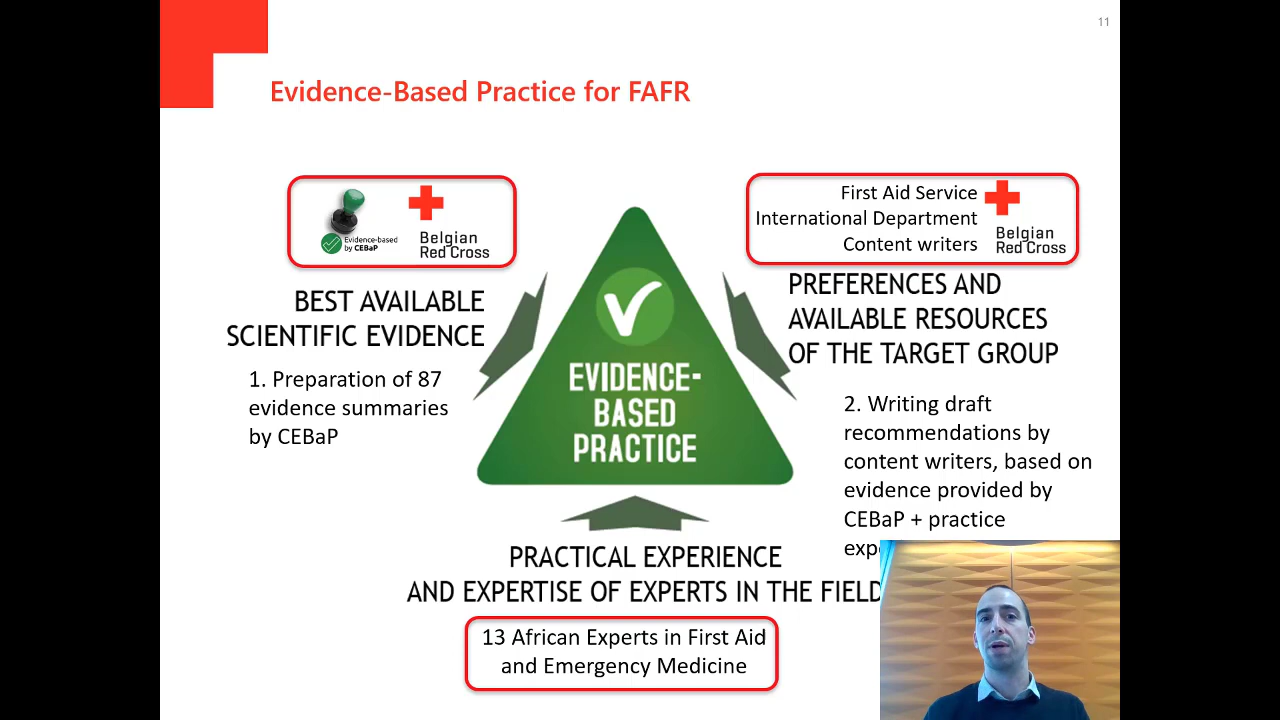 11
Evidence-Based Practice for FAFR
Evidence-based
by CEBaP
Belgian
Red Cross
First Aid Service
International Department
Content writers
Belgian
Red Cross
BEST AVAILABLE
SCIENTIFIC EVIDENCE
1. Preparation of 87
evidence summaries
by CEBaP
PREFERENCES AND
AVAILABLE RESOURCES
OF THE TARGET GROUP
2. Writing draft
recommendations by
content writers, based on
evidence provided by
CEBaP + practice
EVIDENCE-
BASED
PRACTICE
PRACTICAL EXPERIENCE
AND EXPERTISE OF EXPERTS IN THE FIELD
13 African Experts in First Aid
and Emergency Medicine